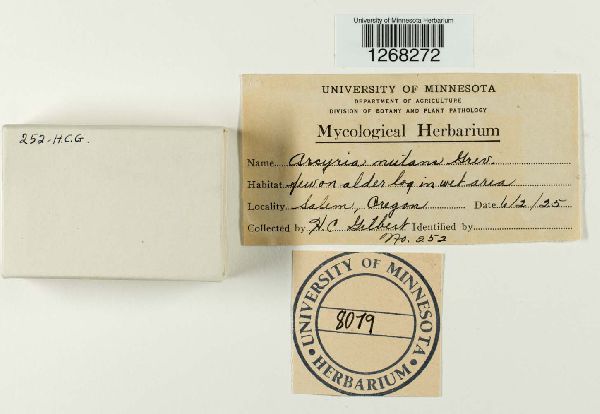 University of Minnesota Herbarium
1268272
252-H.C.G.
UNIVERSITY OF MINNESOTA
DEPARTMENT OF AGRICULTURE
DIVISION OF BOTANY AND PLANT PATHOLOGY
Mycological Herbarium
Name Arcyria nutans Grev.
Habitat few on alder log in wet area
Locality Salem, Oregon Date 6/2/25
Collected by H C Gilbert Identified by
No. 252
UNIVERSITY OF MINNESOTA
8079
HERBARIUM